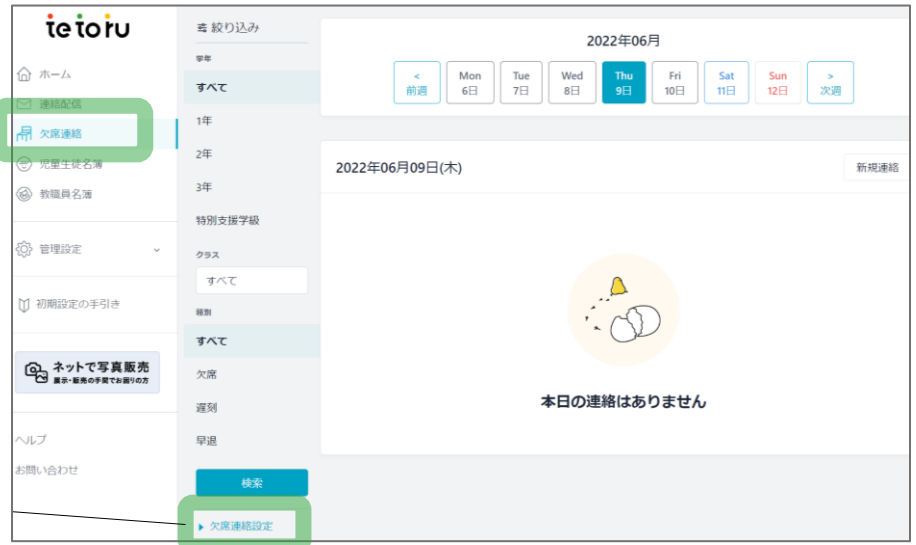 tetoru
ホーム
連絡配信
欠席連絡
児童生徒名簿
教職員名簿
管理設定
初期設定の手引き
ネットで写真販売
展示・販売の手間でお困りの方
ヘルプ
お問い合わせ
絞り込み
学年
すべて
1年
2年
3年
特別支援学級
クラス
すべて
種別
すべて
欠席
遅刻
早退
検索
欠席連絡設定
2022年06月
< 前週
Mon 6日
Tue 7日
Wed 8日
Thu 9日
Fri 10日
Sat 11日
Sun 12日
> 次週
2022年06月09日(木)
新規連絡
本日の連絡はありません